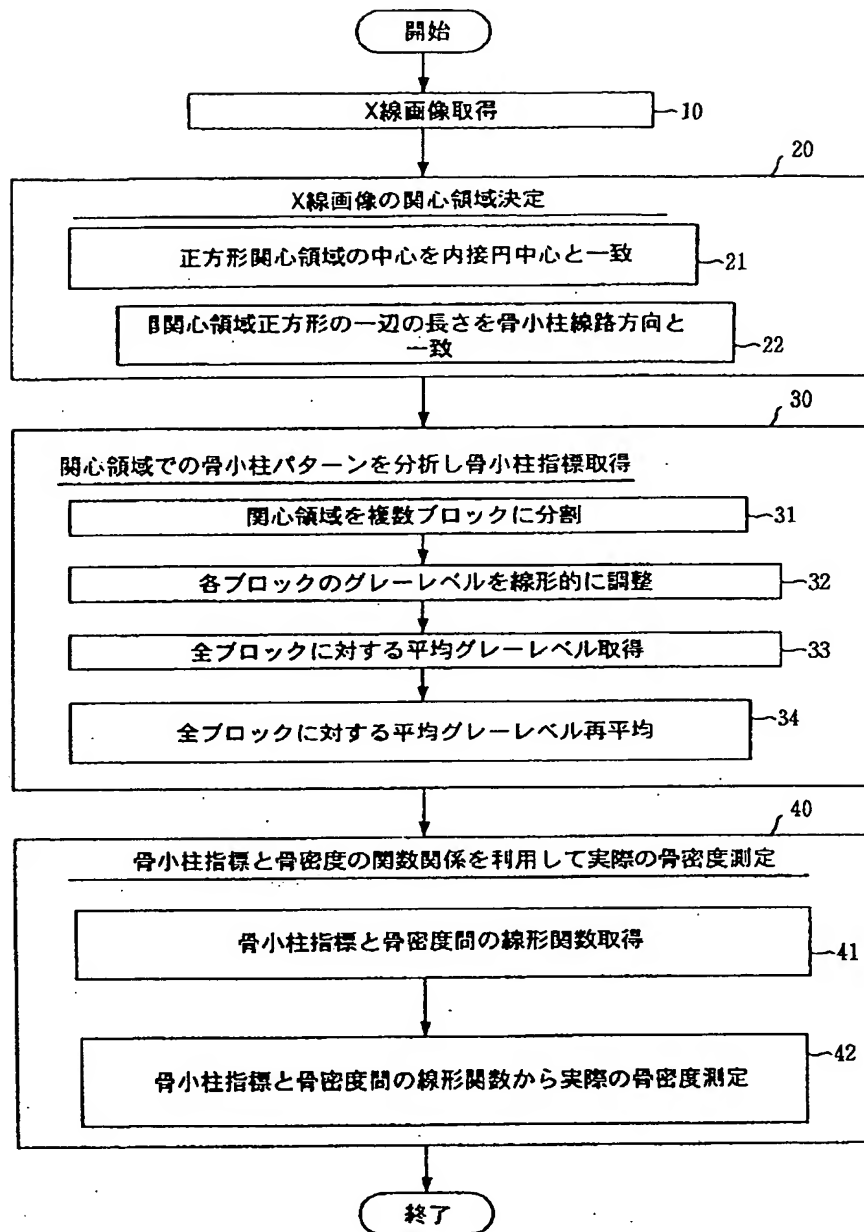 開始
X線画像取得
10
20
X線画像の関心領域決定
正方形関心領域の中心を内接円中心と一致
21
関心領域正方形の一辺の長さを骨小柱線路方向と
一致
22
30
関心領域での骨小柱パターンを分析し骨小柱指標取得
関心領域を複数ブロックに分割
31
各ブロックのグレーレベルを線形的に調整
32
全ブロックに対する平均グレーレベル取得
33
全ブロックに対する平均グレーレベル再平均
34
40
骨小柱指標と骨密度の関数関係を利用して実際の骨密度測定
骨小柱指標と骨密度間の線形関数取得
41
骨小柱指標と骨密度間の線形関数から実際の骨密度測定
42
終了